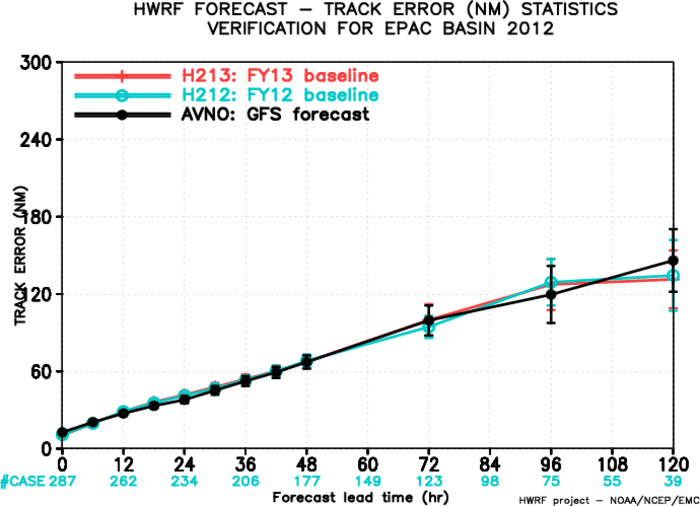 HWRF FORECAST – TRACK ERROR (NM) STATISTICS
VERIFICATION FOR EPAC BASIN 2012
H213: FY13 baseline
H212: FY12 baseline
AVNO: GFS forecast
TRACK ERROR (NM)
300
240
180
120
60
0
0 12 24 36 48 60 72 84 96 108 120
#CASE 287 262 234 206 177 149 123 98 75 55 39
Forecast lead time (hr)
HWRF project – NOAA/NCEP/EMC